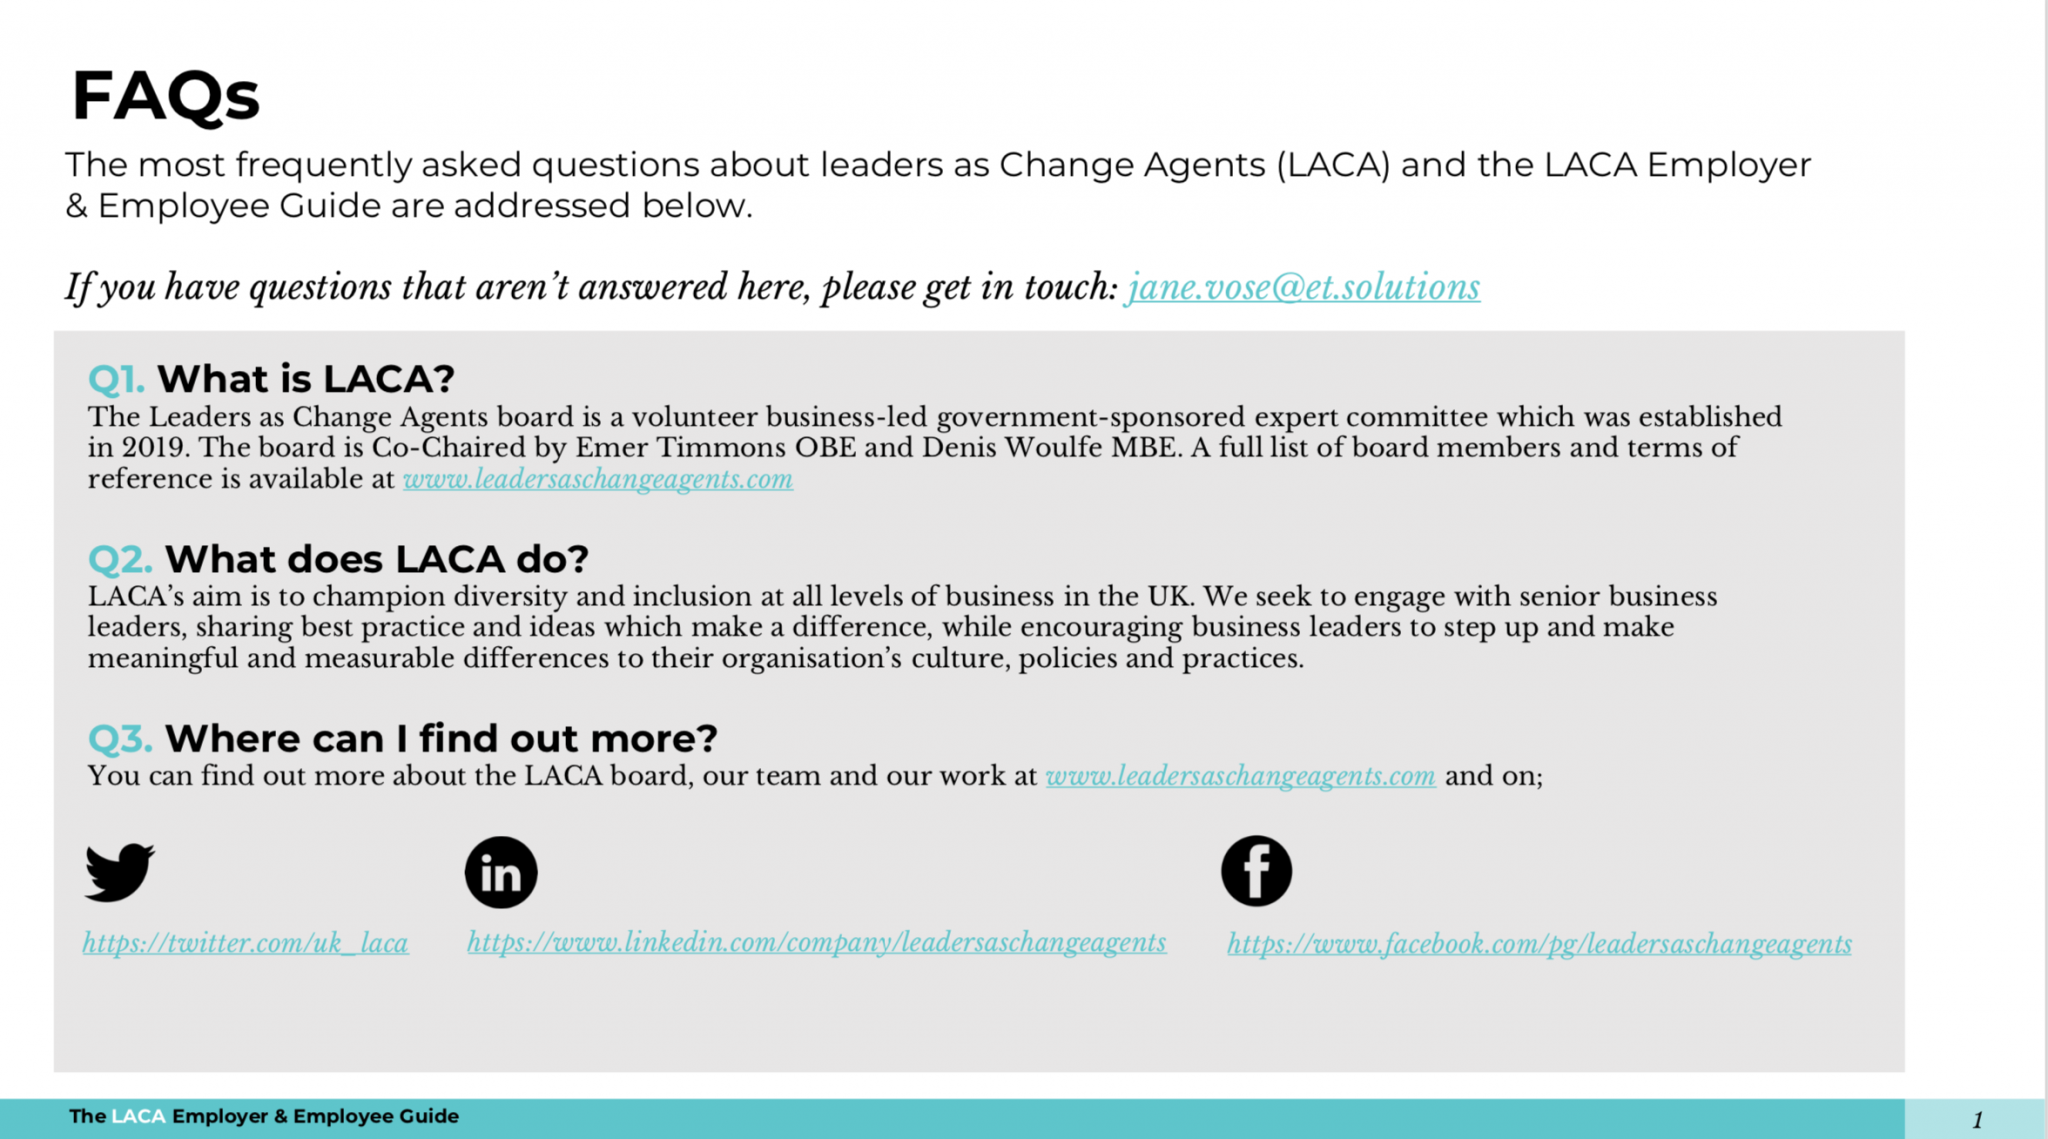 FAQs
The most frequently asked questions about leaders as Change Agents (LACA) and the LACA Employer
& Employee Guide are addressed below.
If you have questions that aren’t answered here, please get in touch: jane.vose@et.solutions
Q1. What is LACA?
The Leaders as Change Agents board is a volunteer business-led government-sponsored expert committee which was established
in 2019. The board is Co-Chaired by Emer Timmons OBE and Denis Woulfe MBE. A full list of board members and terms of
reference is available at www.leadersaschangeagents.com
Q2. What does LACA do?
LACA’s aim is to champion diversity and inclusion at all levels of business in the UK. We seek to engage with senior business
leaders, sharing best practice and ideas which make a difference, while encouraging business leaders to step up and make
meaningful and measurable differences to their organisation’s culture, policies and practices.
Q3. Where can I find out more?
You can find out more about the LACA board, our team and our work at www.leadersaschangeagents.com and on;
in
f
https://twitter.com/uk_laca
https://www.linkedin.com/company/leadersaschangeagents
https://www.facebook.com/pg/leadersaschangeagents
The LACA Employer & Employee Guide
1